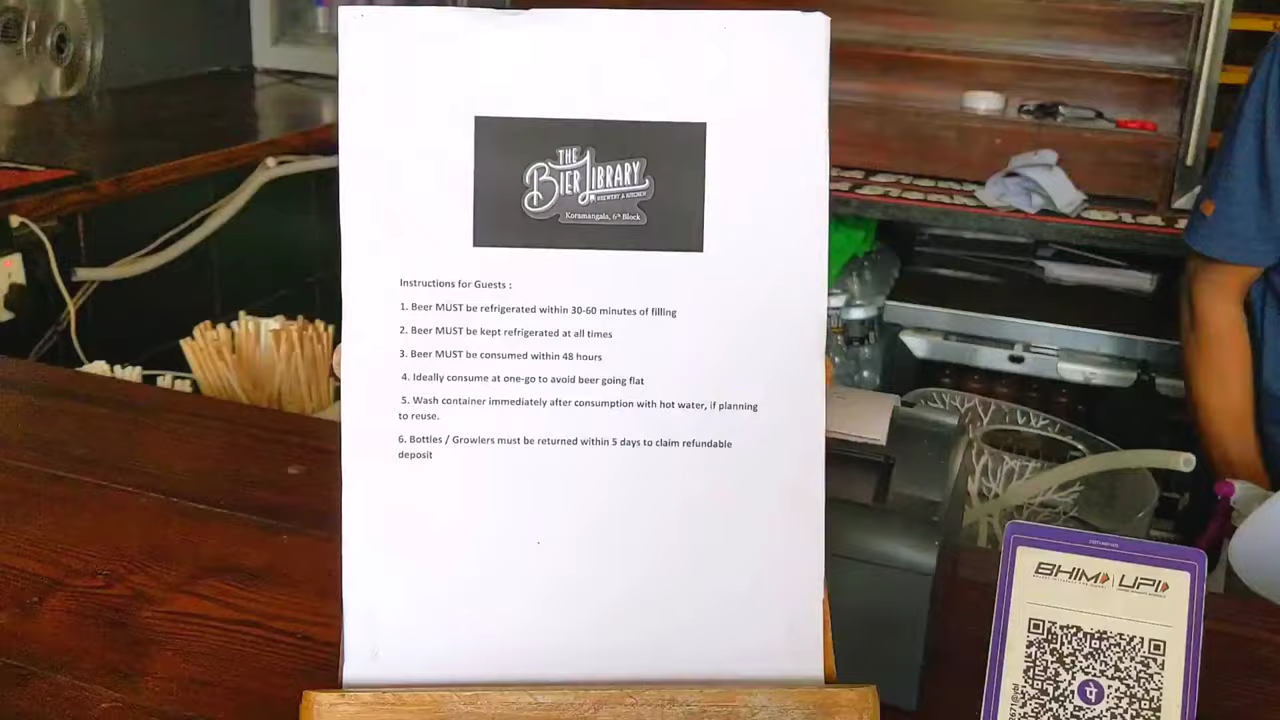 THE
BIER LIBRARY
BREWERY & KITCHEN
Koramangala, 6th Block
Instructions for Guests :
1. Beer MUST be refrigerated within 30-60 minutes of filling
2. Beer MUST be kept refrigerated at all times
3. Beer MUST be consumed within 48 hours
4. Ideally consume at one-go to avoid beer going flat
5. Wash container immediately after consumption with hot water, if planning
to reuse.
6. Bottles / Growlers must be returned within 5 days to claim refundable
deposit
BHIM UPI
पे